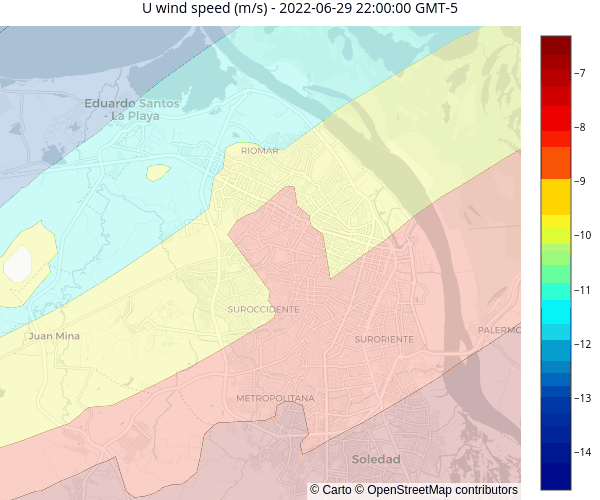 U wind speed (m/s) - 2022-06-29 22:00:00 GMT-5
Eduardo Santos
- La Playa
RIOMAR
SUROCCIDENTE
Juan Mina
SURORIENTE
PALERMO
METROPOLITANA
Soledad
© Carto © OpenStreetMap contributors
−7
−8
−9
−10
−11
−12
−13
−14